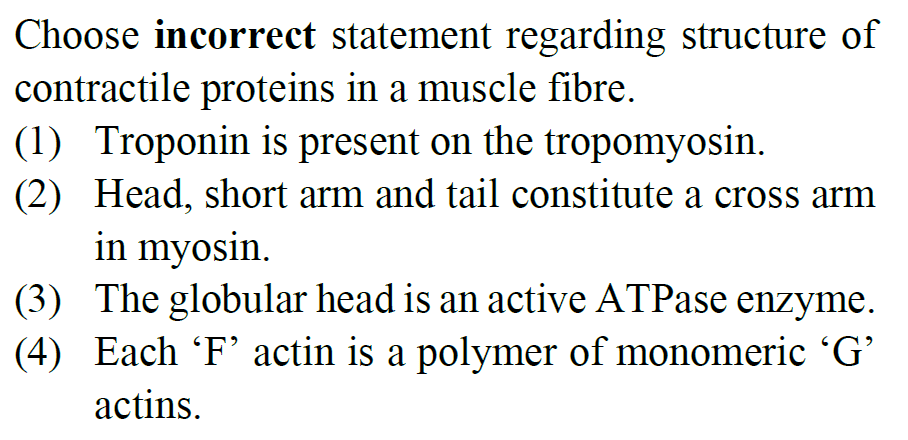 Choose incorrect statement regarding structure of
contractile proteins in a muscle fibre.
(1) Troponin is present on the tropomyosin.
(2) Head, short arm and tail constitute a cross arm
in myosin.
(3) The globular head is an active ATPase enzyme.
(4) Each ‘F’ actin is a polymer of monomeric ‘G’
actins.